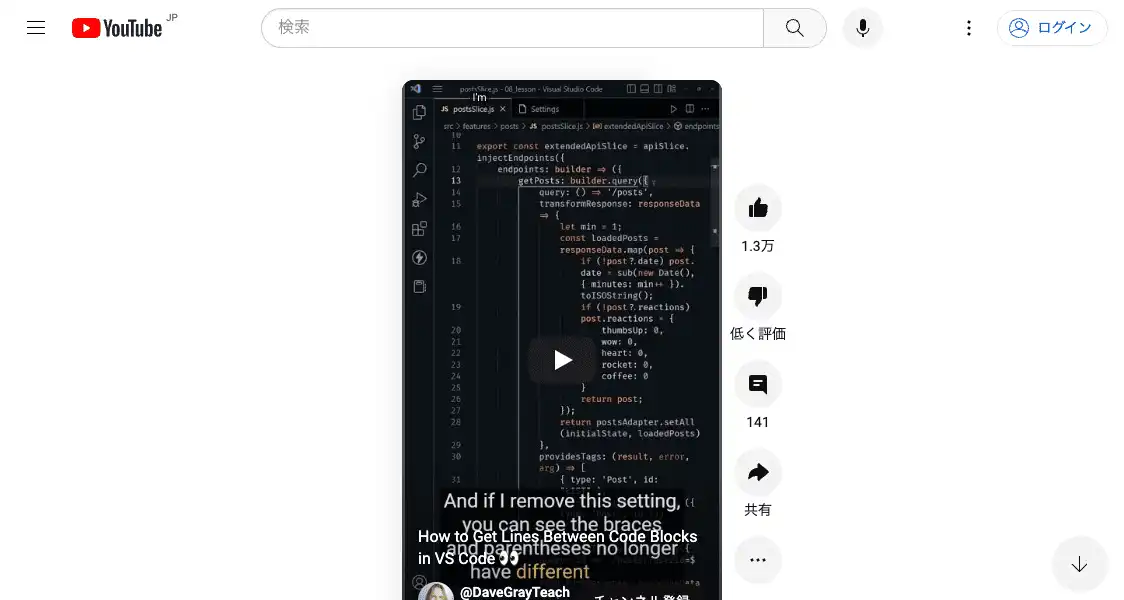 YouTube JP
検索
ログイン
postsSlice.js - 08_lesson - Visual Studio Code
I'm
JS postsSlice.js × Settings
src > features > posts > JS postsSlice.js > extendedApiSlice > endpoints
10
11 export const extendedApiSlice = apiSlice.
injectEndpoints({
12 endpoints: builder => ({
13 getPosts: builder.query({
14 query: () => '/posts',
15 transformResponse: responseData
=> {
16 let min = 1;
17 const loadedPosts =
responseData.map(post => {
18 if (!post?.date) post.
date = sub(new Date(),
{ minutes: min++ }).
toISOString();
19 if (!post?.reactions)
post.reactions = {
20 thumbsUp: 0,
21 wow: 0,
22 heart: 0,
23 rocket: 0,
24 coffee: 0
25 }
26 return post;
27 });
28 return postsAdapter.setAll
(initialState, loadedPosts)
29 },
30 providesTags: (result, error,
arg) => [
31 { type: 'Post', id:
And if I remove this setting,
you can see the braces
and parentheses no longer
have different
How to Get Lines Between Code Blocks
in VS Code 👀
@DaveGrayTeach
チャンネル登録
1.3万
低く評価
141
共有